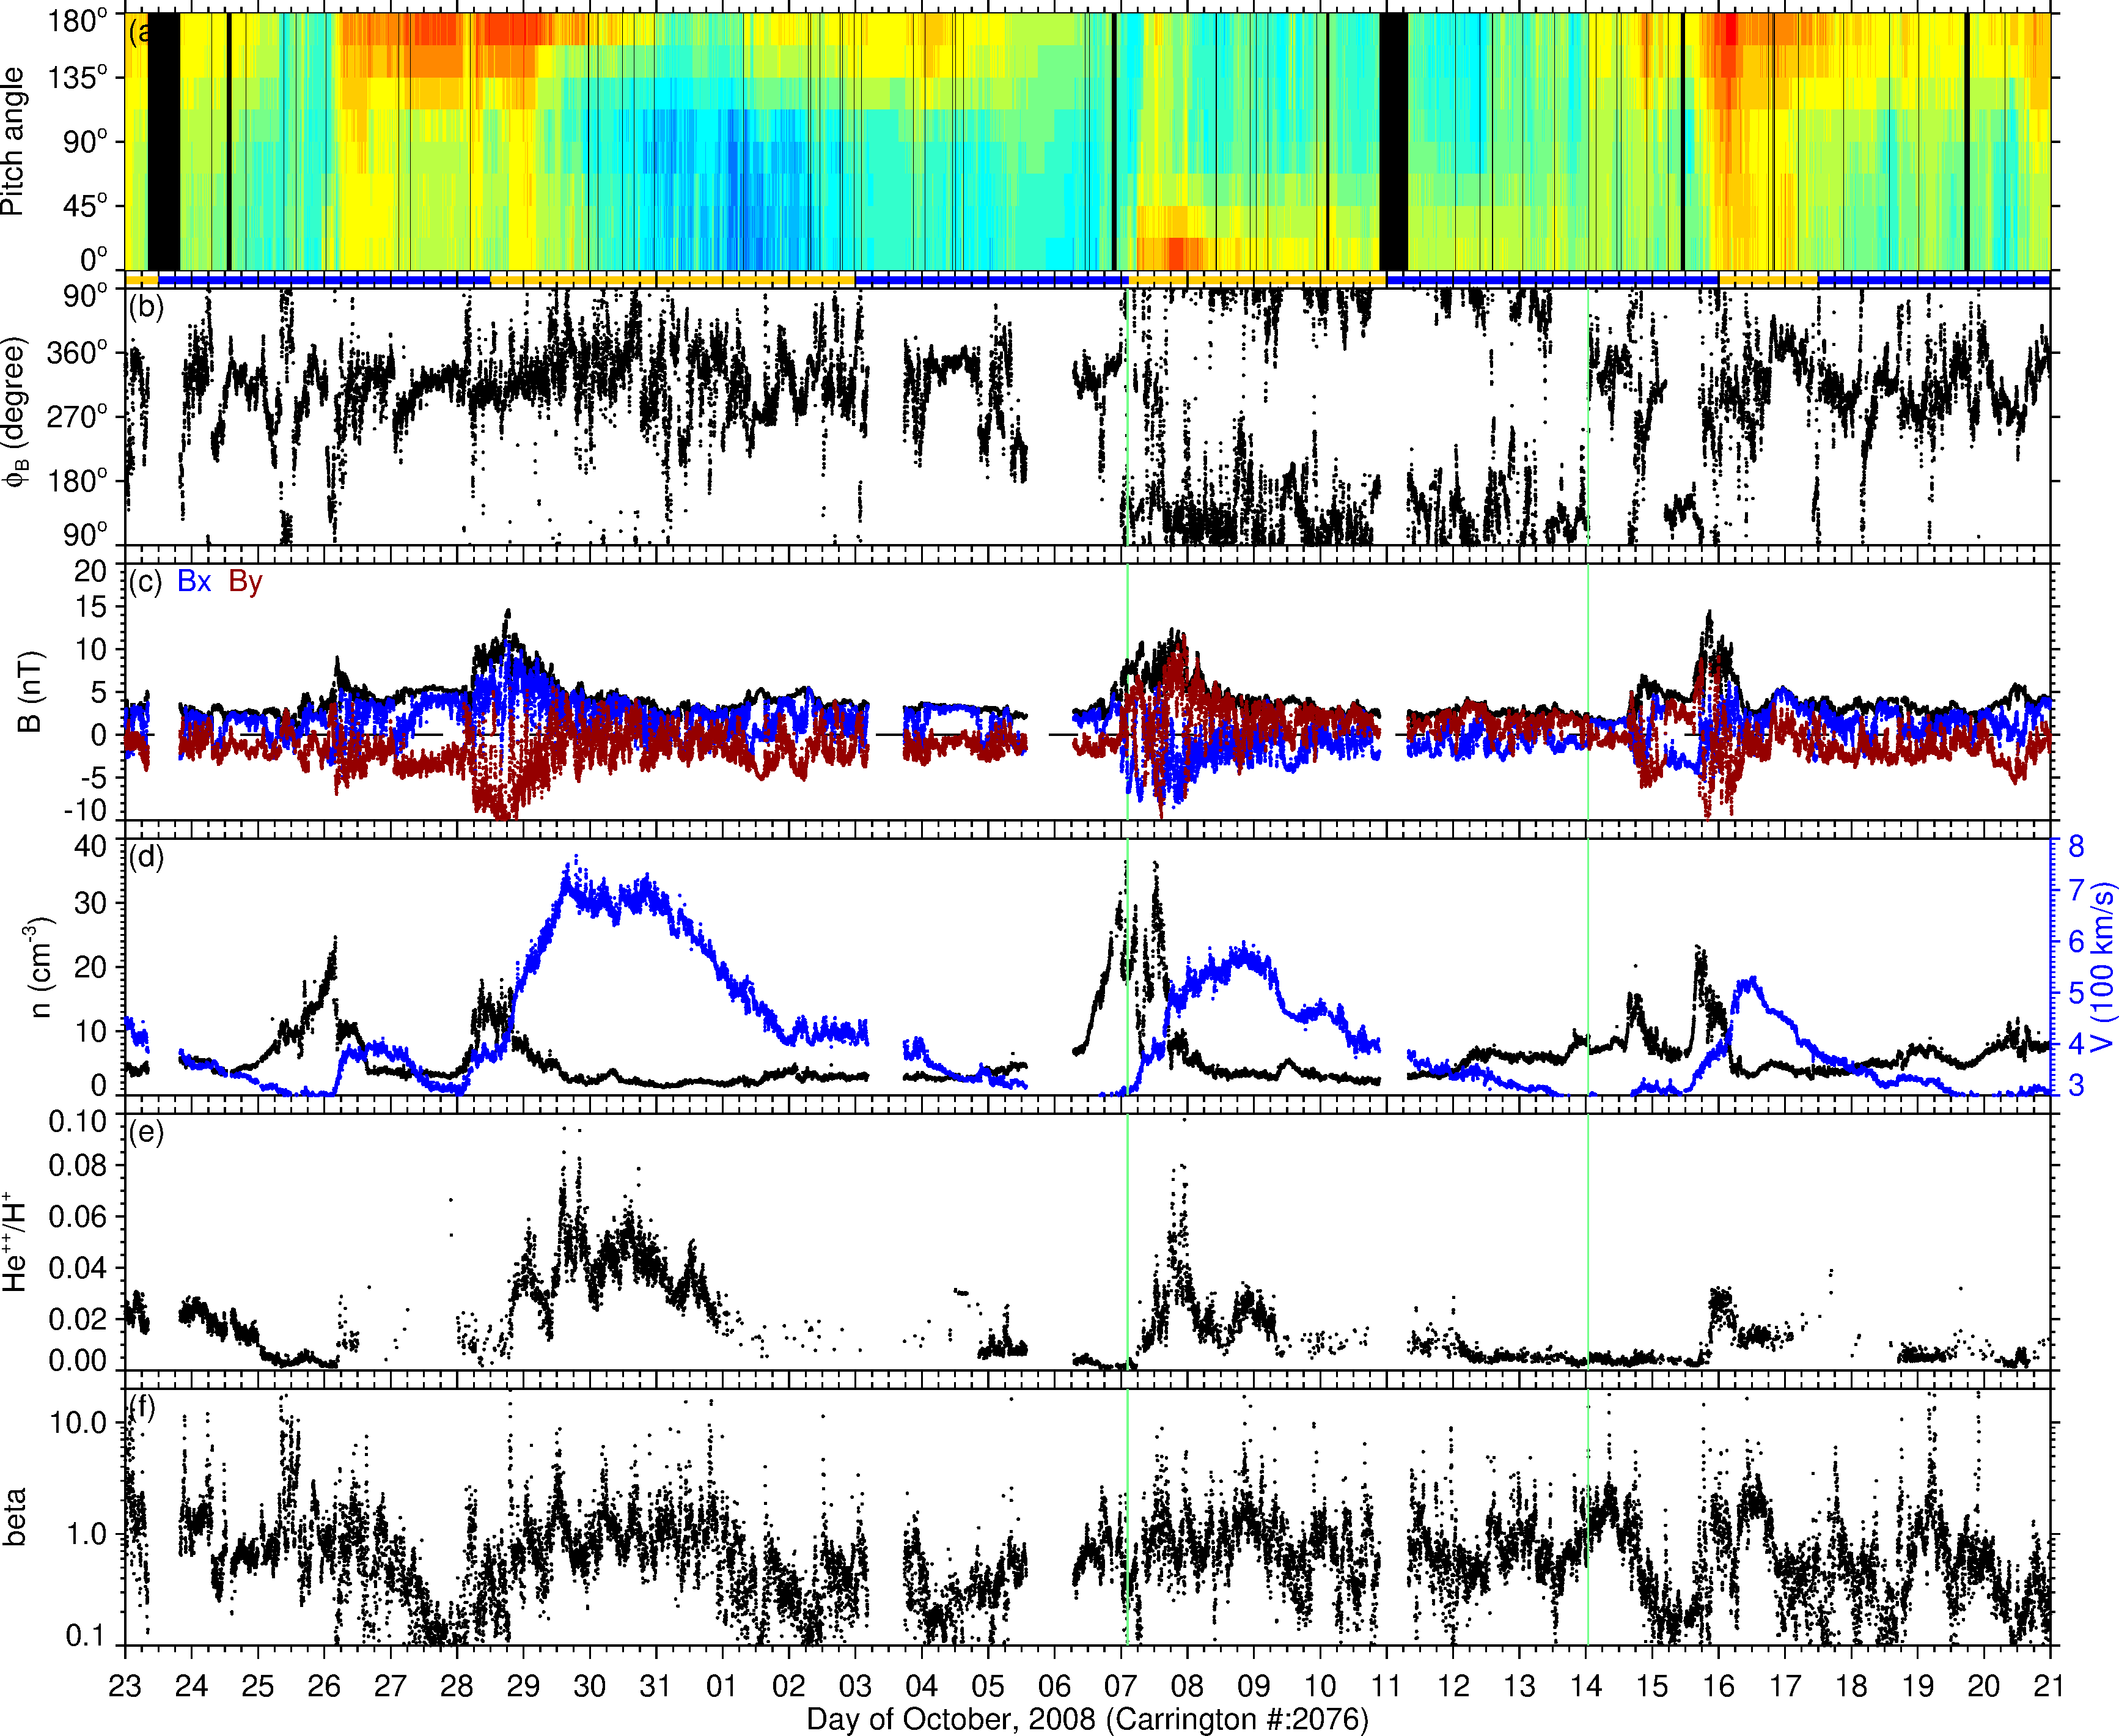 180°
135°
90°
45°
0°
Pitch angle
(a
90°
360°
270°
180°
90°
ϕB (degree)
(b)
20
15
10
5
0
-5
-10
B (nT)
(c) Bx By
40
30
20
10
0
n (cm-3)
(d)
8
7
6
5
4
3
V (100 km/s)
0.10
0.08
0.06
0.04
0.02
0.00
He++/H+
(e)
10.0
1.0
0.1
beta
(f)
23 24 25 26 27 28 29 30 31 01 02 03 04 05 06 07 08 09 10 11 12 13 14 15 16 17 18 19 20 21
Day of October, 2008 (Carrington #:2076)